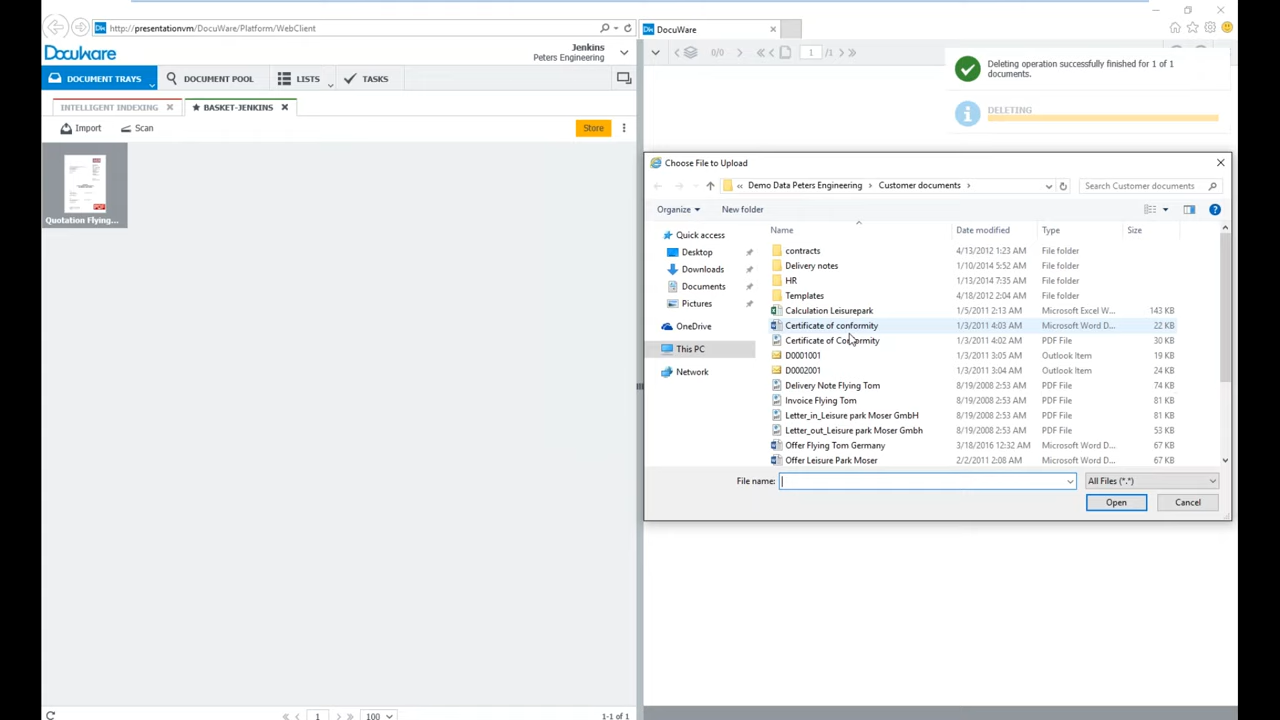 http://presentationvm/DocuWare/Platform/WebClient
DocuWare
DocuWare
Jenkins
Peters Engineering
0/0
1
/1
DOCUMENT TRAYS
DOCUMENT POOL
LISTS
TASKS
Deleting operation successfully finished for 1 of 1
documents.
DELETING
INTELLIGENT INDEXING
BASKET-JENKINS
Import
Scan
Store
Quotation Flying...
Choose File to Upload
Demo Data Peters Engineering
Customer documents
Search Customer documents
Organize
New folder
Name
Date modified
Type
Size
Quick access
Desktop
Downloads
Documents
Pictures
OneDrive
This PC
Network
contracts 4/13/2012 1:23 AM File folder
Delivery notes 1/10/2014 5:52 AM File folder
HR 1/13/2014 7:35 AM File folder
Templates 4/18/2012 2:04 AM File folder
Calculation Leisurepark 1/5/2011 2:13 AM Microsoft Excel W... 143 KB
Certificate of conformity 1/3/2011 4:03 AM Microsoft Word D... 22 KB
Certificate of Conformity 1/3/2011 4:02 AM PDF File 30 KB
D0001001 1/3/2011 3:05 AM Outlook Item 19 KB
D0002001 1/3/2011 3:04 AM Outlook Item 24 KB
Delivery Note Flying Tom 8/19/2008 2:53 AM PDF File 74 KB
Invoice Flying Tom 8/19/2008 2:53 AM PDF File 81 KB
Letter_in_Leisure park Moser GmbH 8/19/2008 2:53 AM PDF File 81 KB
Letter_out_Leisure park Moser Gmbh 8/19/2008 2:53 AM PDF File 53 KB
Offer Flying Tom Germany 3/18/2016 12:32 AM Microsoft Word D... 67 KB
Offer Leisure Park Moser 2/2/2011 2:08 AM Microsoft Word D... 67 KB
File name:
All Files (*.*)
Open
Cancel
1
100
1-1 of 1